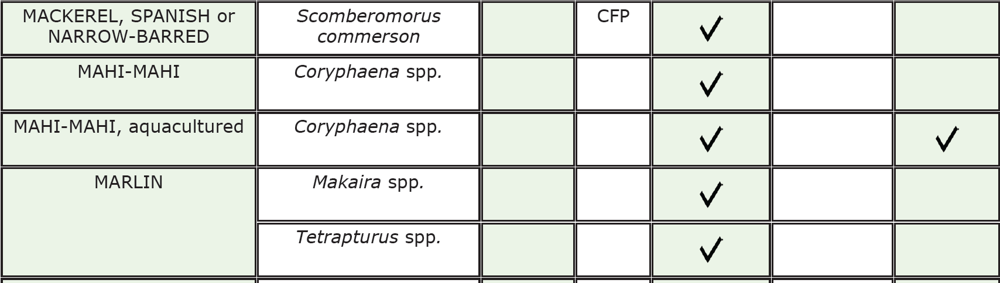 MACKEREL, SPANISH or
NARROW-BARRED
Scomberomorus
commerson
CFP
✓
MAHI-MAHI
Coryphaena spp.
✓
MAHI-MAHI, aquacultured
Coryphaena spp.
✓
✓
MARLIN
Makaira spp.
✓
Tetrapturus spp.
✓